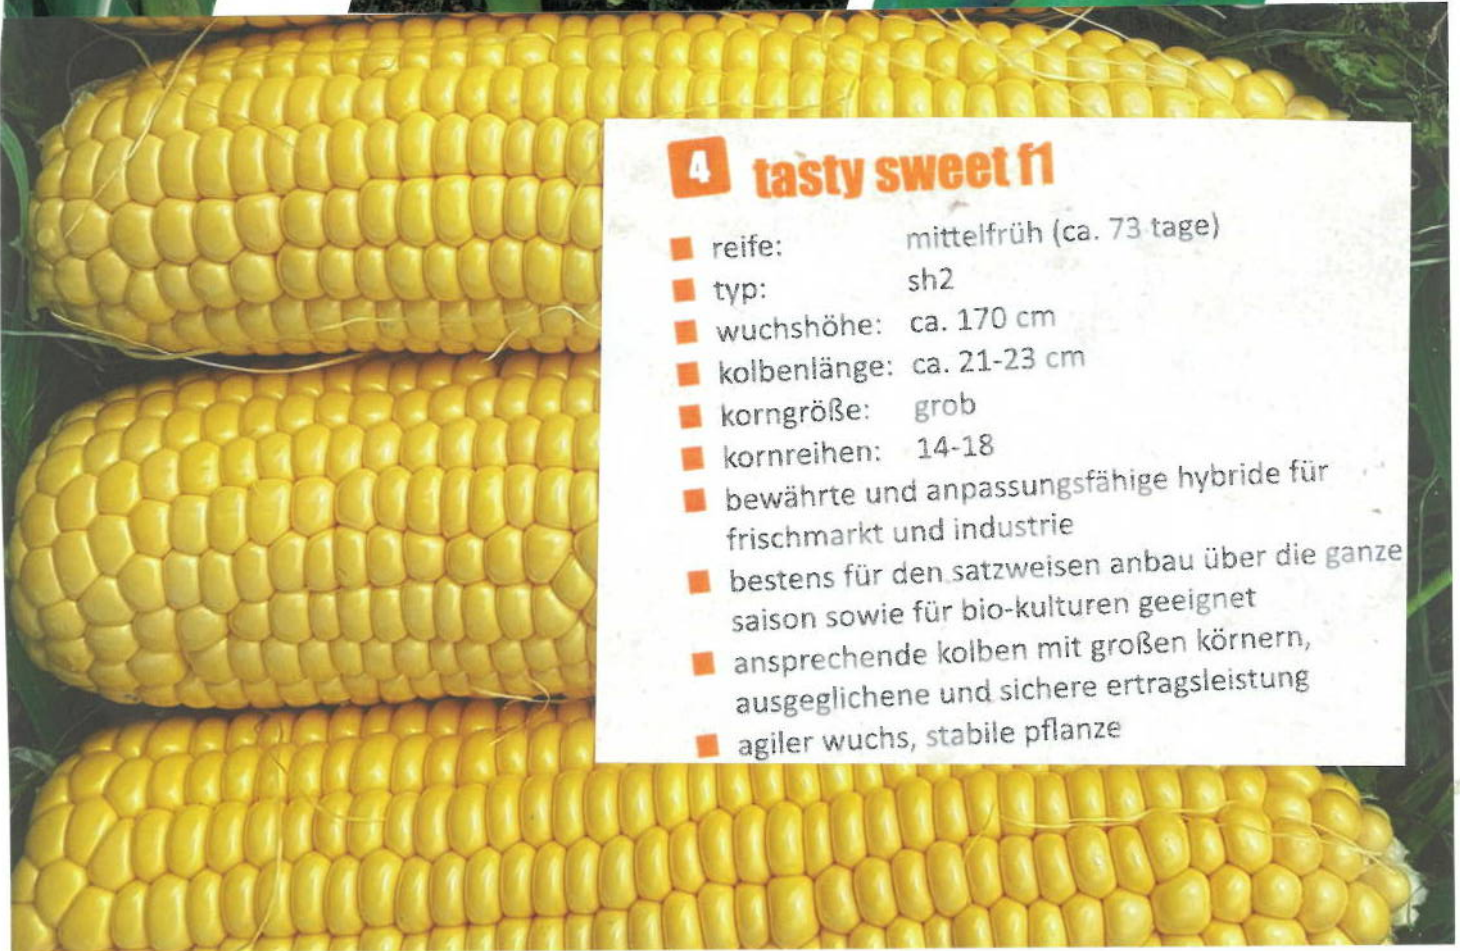 4 tasty sweet f1
reife: mittelfrüh (ca. 73 tage)
typ: sh2
wuchshöhe: ca. 170 cm
kolbenlänge: ca. 21-23 cm
korngröße: grob
kornreihen: 14-18
bewährte und anpassungsfähige hybride für
frischmarkt und industrie
bestens für den satzweisen anbau über die ganze
saison sowie für bio-kulturen geeignet
ansprechende kolben mit großen körnern,
ausgeglichene und sichere ertragsleistung
agiler wuchs, stabile pflanze